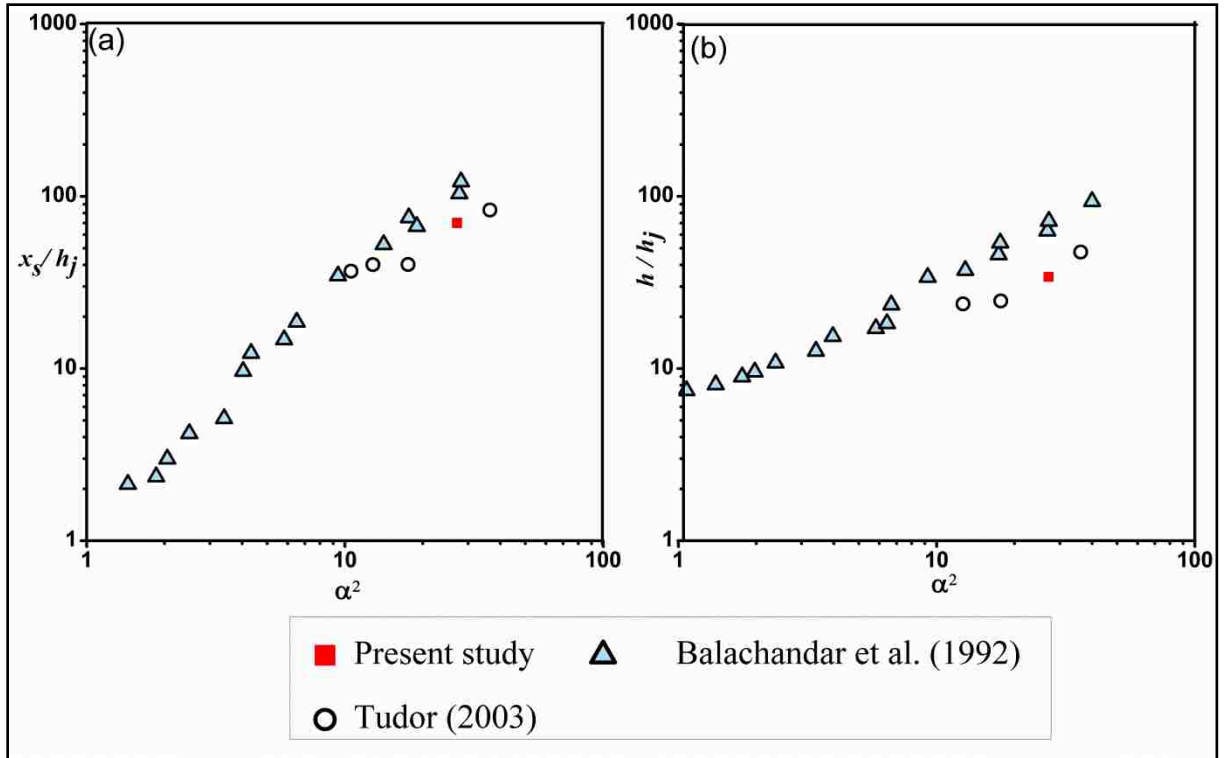 (a)
1000
100
10
1
x_s / h_j
1 10 100
α²
(b)
1000
100
10
1
h / h_j
1 10 100
α²
Present study Balachandar et al. (1992)
Tudor (2003)